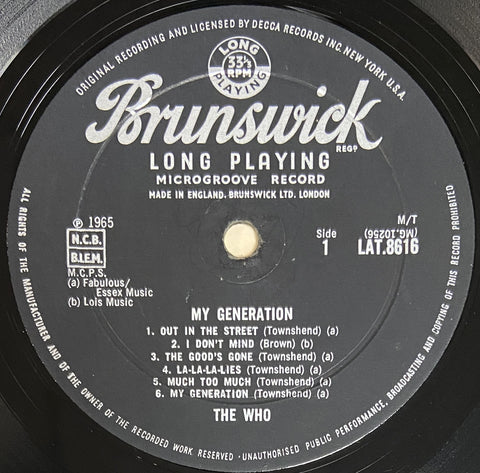 ORIGINAL RECORDING AND LICENSED BY DECCA RECORDS INC. NEW YORK U.S.A.
LONG
33⅓
RPM
PLAYING
Brunswick
REGD
LONG PLAYING
MICROGROOVE RECORD
MADE IN ENGLAND. BRUNSWICK LTD. LONDON
Ⓟ 1965
N.C.B.
B.I.E.M.
M.C.P.S.
(a) Fabulous/
Essex Music
(b) Lois Music
Side
1
M/T
(MG.10256)
LAT.8616
MY GENERATION
1. OUT IN THE STREET (Townshend) (a)
2. I DON'T MIND (Brown) (b)
3. THE GOOD'S GONE (Townshend) (a)
4. LA-LA-LA-LIES (Townshend) (a)
5. MUCH TOO MUCH (Townshend) (a)
6. MY GENERATION (Townshend) (a)
THE WHO
ALL RIGHTS OF THE MANUFACTURER AND OF THE OWNER OF THE RECORDED WORK RESERVED · UNAUTHORISED PUBLIC PERFORMANCE, BROADCASTING AND COPYING OF THIS RECORD PROHIBITED